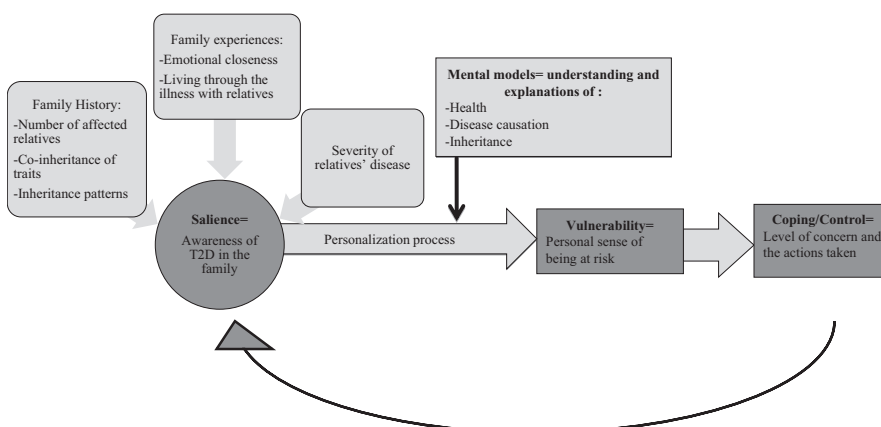 Family experiences:
-Emotional closeness
-Living through the
illness with relatives
Family History:
-Number of affected
relatives
-Co-inheritance of
traits
-Inheritance patterns
Severity of
relatives' disease
Mental models= understanding and
explanations of :
-Health
-Disease causation
-Inheritance
Salience=
Awareness of
T2D in the
family
Personalization process
Vulnerability=
Personal sense of
being at risk
Coping/Control=
Level of concern and
the actions taken